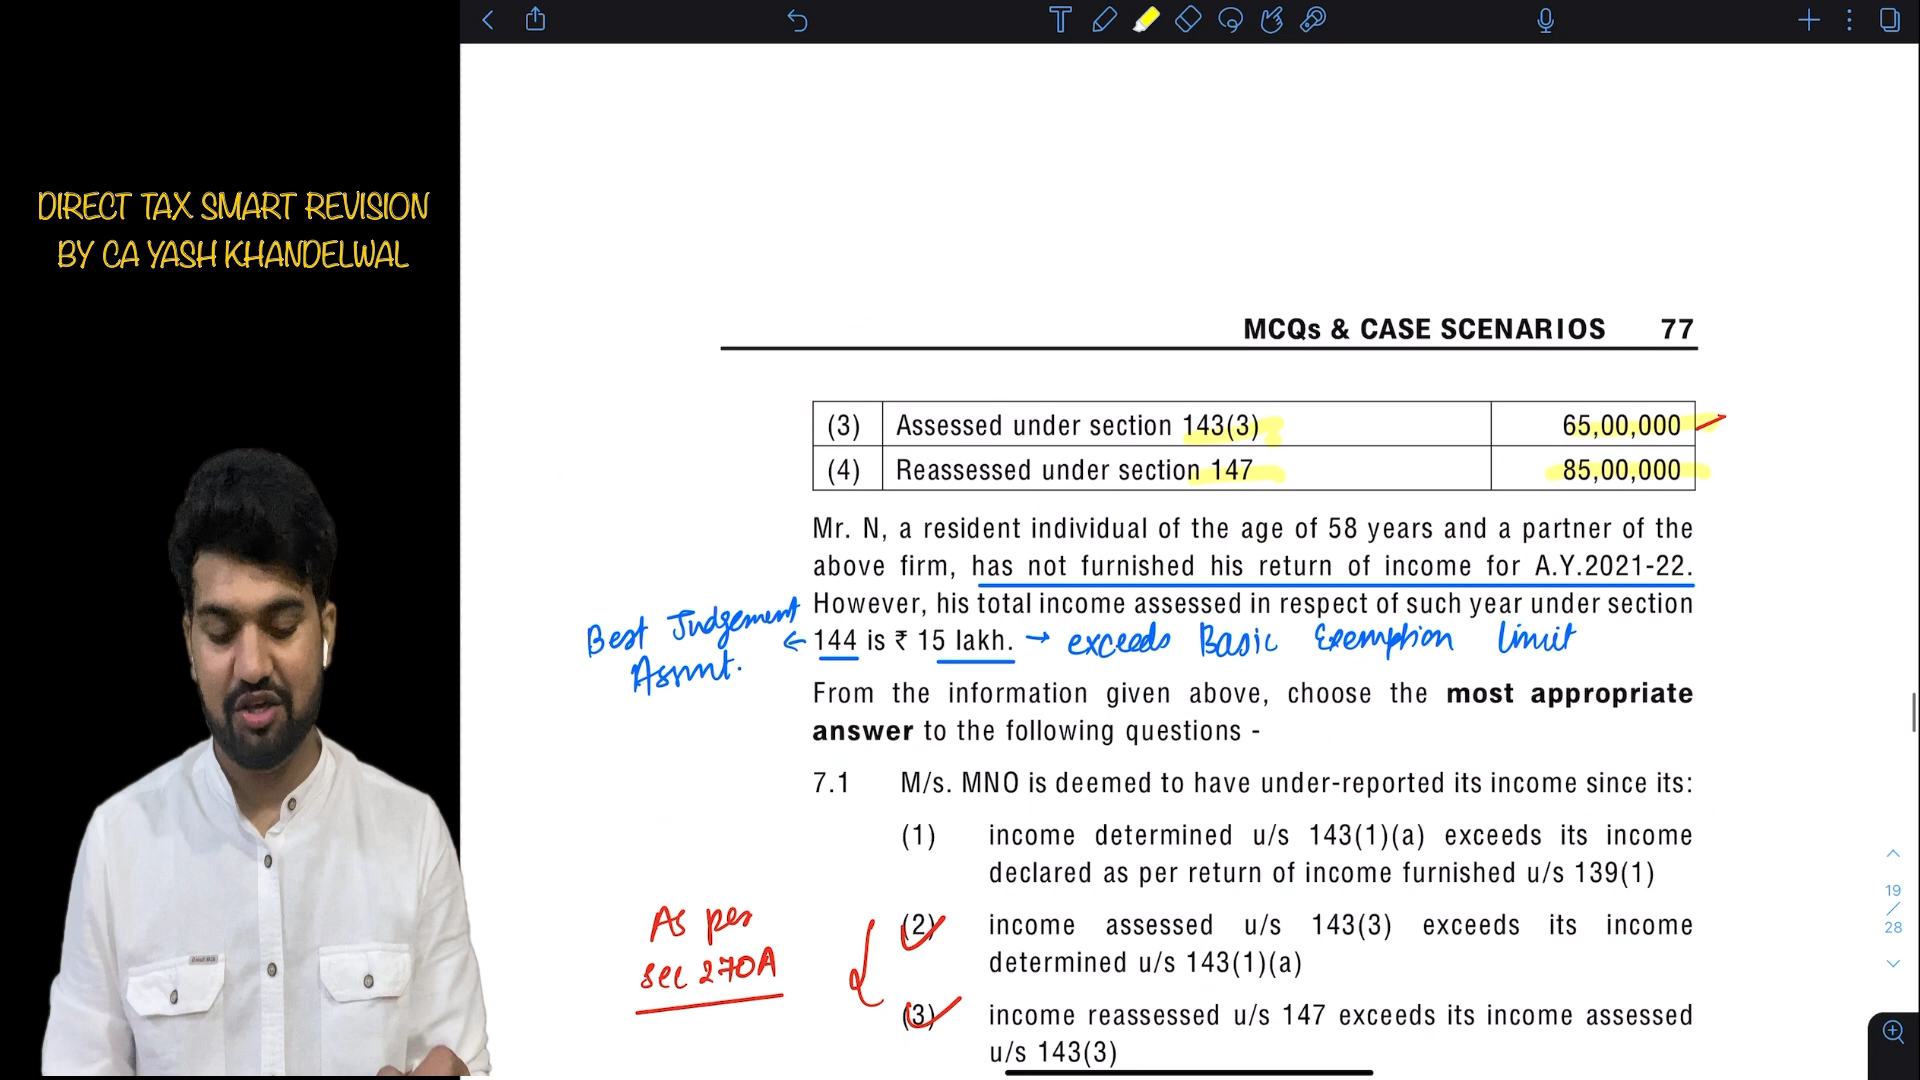 DIRECT TAX SMART REVISION
BY CA YASH KHANDELWAL
MCQs & CASE SCENARIOS 77
(3) Assessed under section 143(3) 65,00,000
(4) Reassessed under section 147 85,00,000
Mr. N, a resident individual of the age of 58 years and a partner of the
above firm, has not furnished his return of income for A.Y.2021-22.
However, his total income assessed in respect of such year under section
144 is ₹ 15 lakh. → exceeds Basic Exemption Limit
Best Judgement ←
Assmt.
From the information given above, choose the most appropriate
answer to the following questions -
7.1 M/s. MNO is deemed to have under-reported its income since its:
(1) income determined u/s 143(1)(a) exceeds its income
declared as per return of income furnished u/s 139(1)
As per
sec 270A
(2) income assessed u/s 143(3) exceeds its income
determined u/s 143(1)(a)
(3) income reassessed u/s 147 exceeds its income assessed
u/s 143(3)
19
/
28